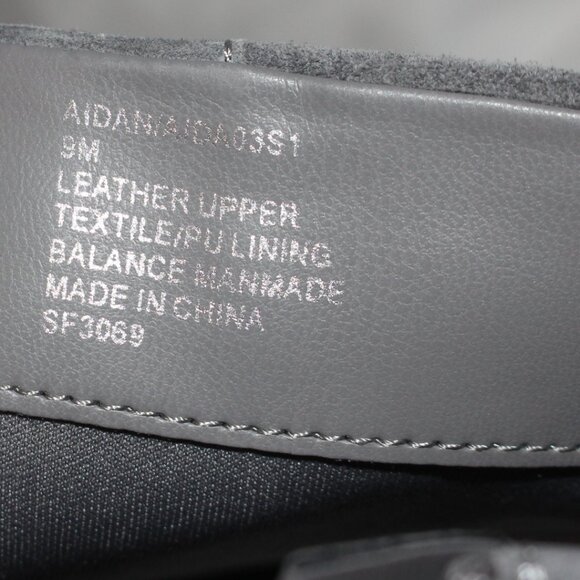 AIDAN/AIDA03S1
9M
LEATHER UPPER
TEXTILE/PU LINING
BALANCE MANMADE
MADE IN CHINA
SF3069